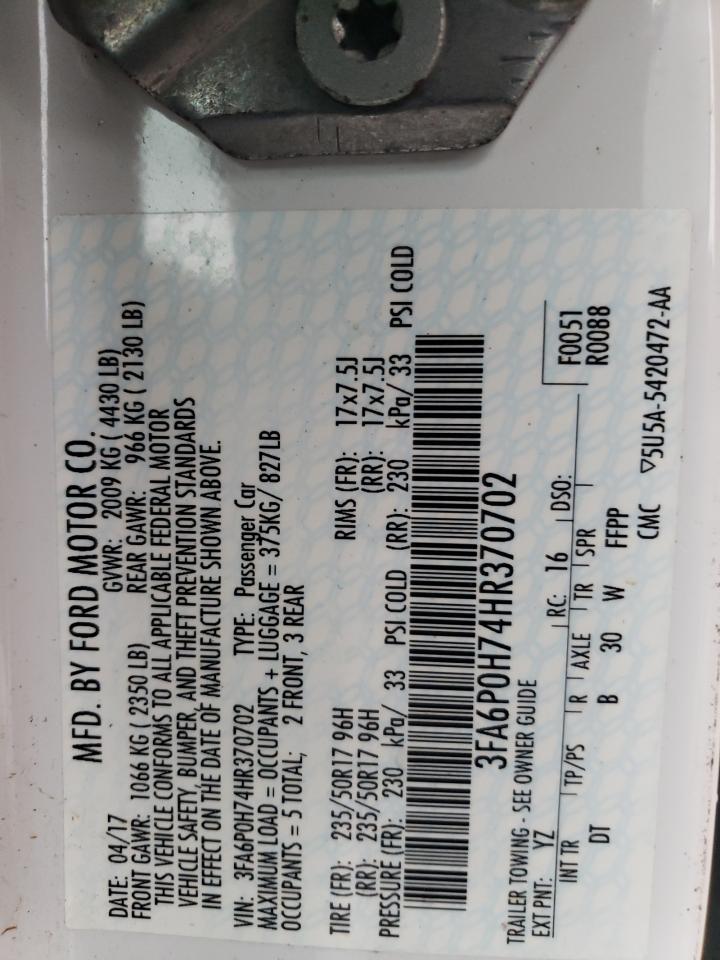 MFD. BY FORD MOTOR CO.
DATE: 04/17 GVWR: 2009 KG ( 4430 LB)
FRONT GAWR: 1066 KG ( 2350 LB) REAR GAWR: 966 KG ( 2130 LB)
THIS VEHICLE CONFORMS TO ALL APPLICABLE FEDERAL MOTOR
VEHICLE SAFETY, BUMPER, AND THEFT PREVENTION STANDARDS
IN EFFECT ON THE DATE OF MANUFACTURE SHOWN ABOVE.
VIN: 3FA6P0H74HR370702 TYPE: Passenger Car
MAXIMUM LOAD = OCCUPANTS + LUGGAGE = 375KG/ 827LB
OCCUPANTS = 5 TOTAL; 2 FRONT, 3 REAR
TIRE (FR): 235/50R17 96H RIMS (FR): 17x7.5J
(RR): 235/50R17 96H (RR): 17x7.5J
PRESSURE (FR): 230 kPa/ 33 PSI COLD (RR): 230 kPa/ 33 PSI COLD
3FA6P0H74HR370702
TRAILER TOWING - SEE OWNER GUIDE
EXT PNT: YZ RC: 16 DSO: F0051
INT TR TP/PS R AXLE TR SPR R0088
DT B 30 W FFPP
CMC ▽5U5A-5420472-AA